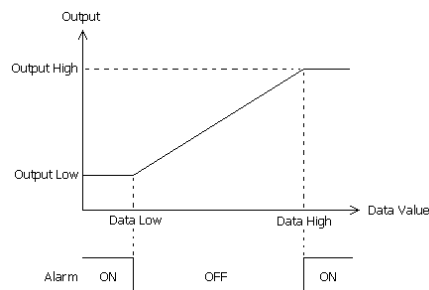 Output
Output High
Output Low
Data Low
Data High
Data Value
Alarm ON OFF ON